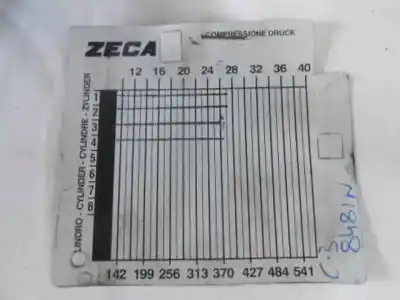 ZECA
COMPRESSIONE DRUCK
12 16 20 24 28 32 36 40
LINDRO - CYLINDER - CYLINDRE - ZYLINDER
1
2
3
4
5
6
7
8
142 199 256 313 370 427 484 541
8481N